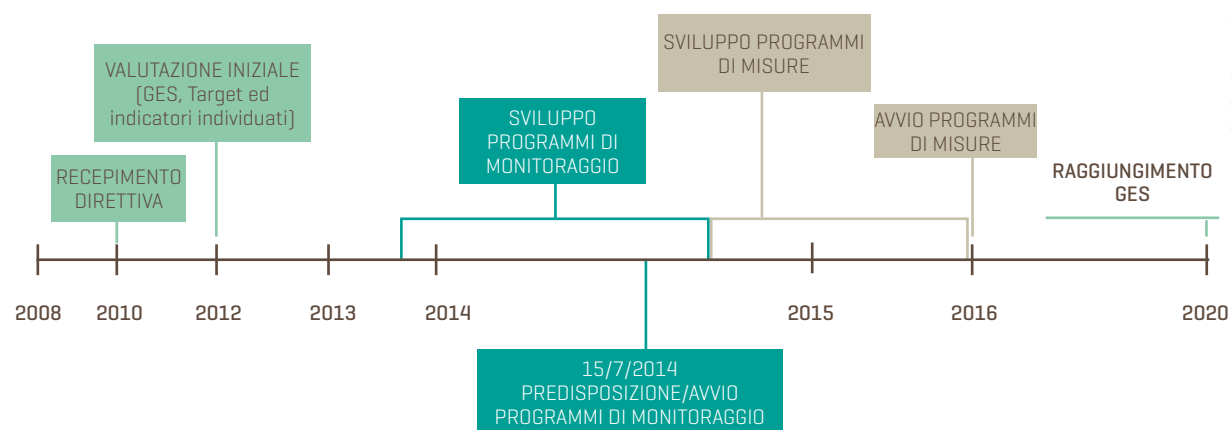 SVILUPPO PROGRAMMI
DI MISURE
VALUTAZIONE INIZIALE
(GES, Target ed
indicatori individuati)
SVILUPPO
PROGRAMMI DI
MONITORAGGIO
AVVIO PROGRAMMI
DI MISURE
RECEPIMENTO
DIRETTIVA
RAGGIUNGIMENTO
GES
2008 2010 2012 2013 2014 2015 2016 2020
15/7/2014
PREDISPOSIZIONE/AVVIO
PROGRAMMI DI MONITORAGGIO